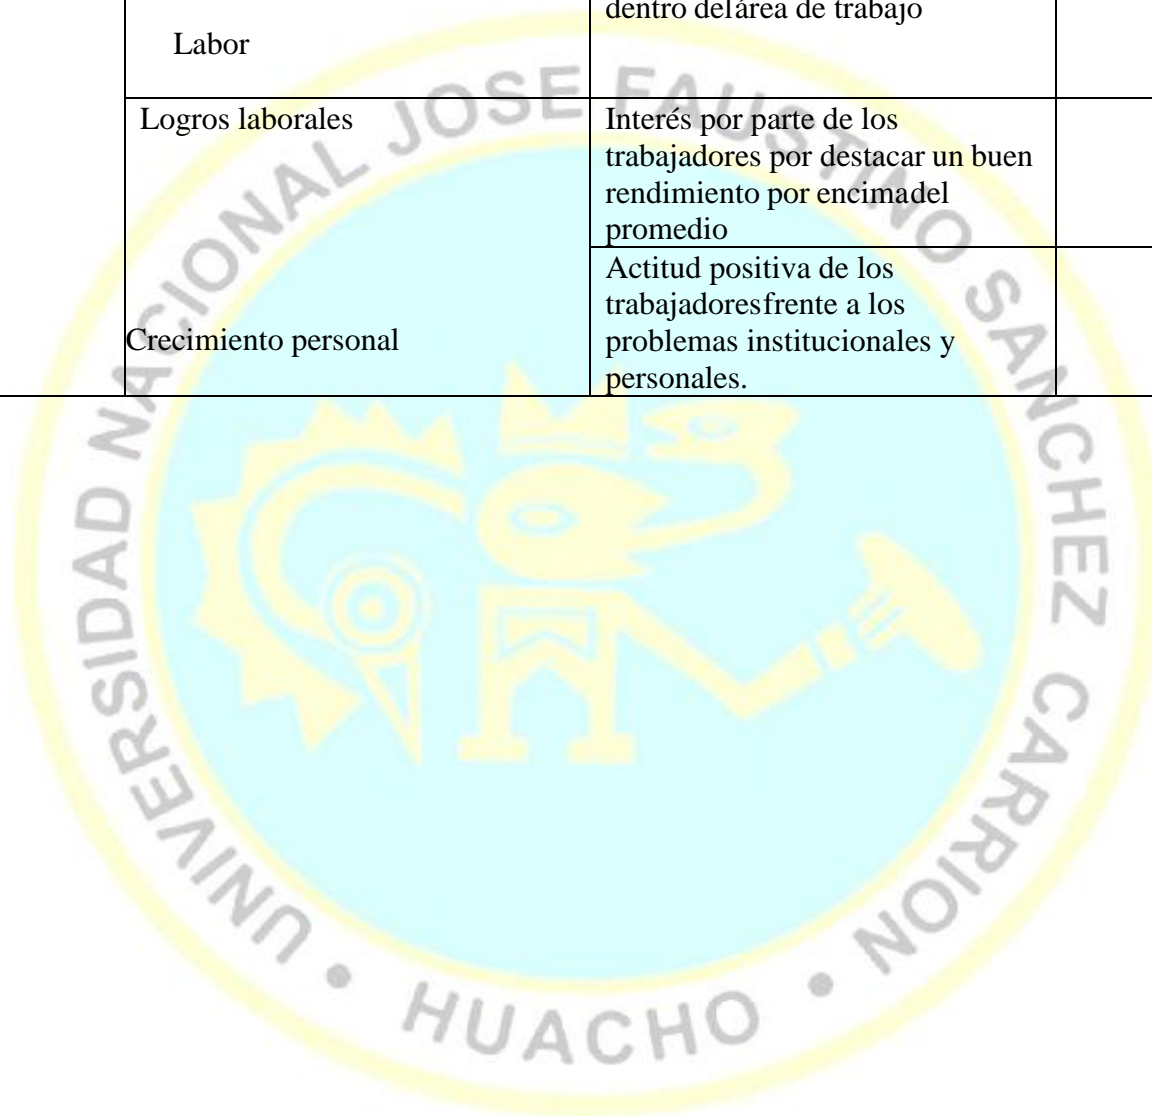 dentro delárea de trabajo
Labor
Logros laborales
Interés por parte de los
trabajadores por destacar un buen
rendimiento por encimadel
promedio
Crecimiento personal
Actitud positiva de los
trabajadoresfrente a los
problemas institucionales y
personales.
UNIVERSIDAD NACIONAL JOSE FAUSTINO SANCHEZ CARRION • HUACHO •